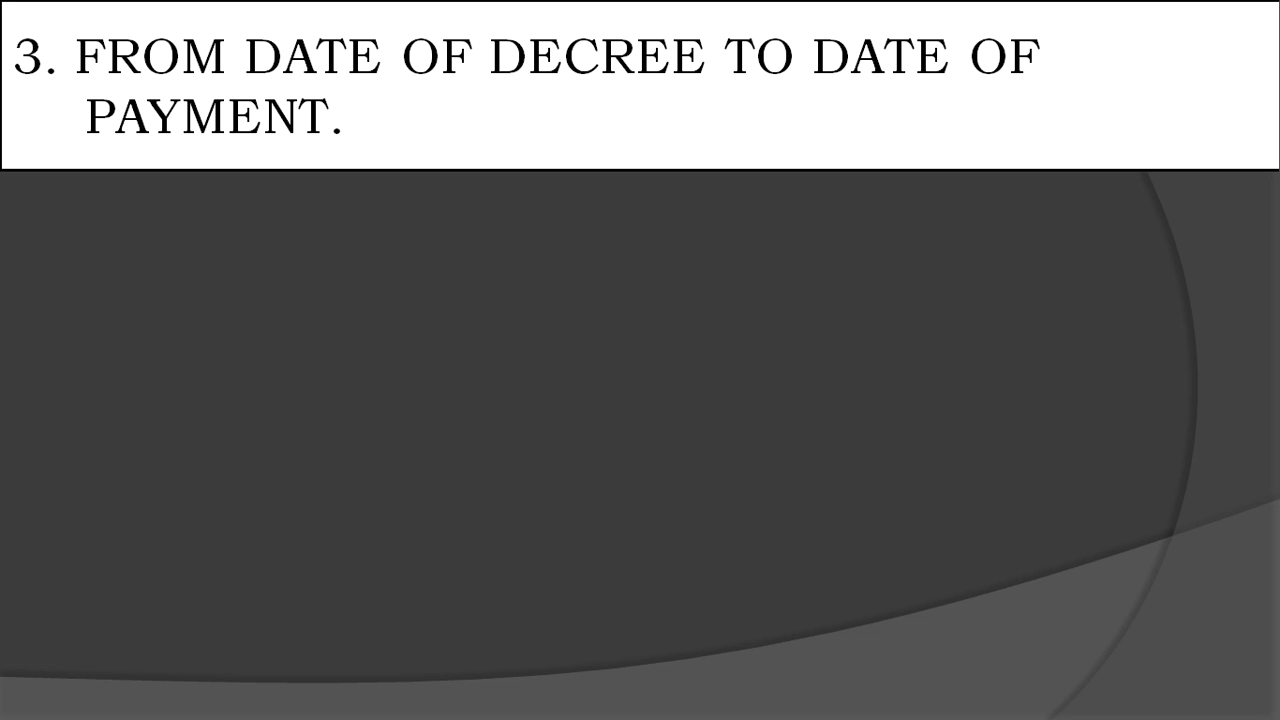 3. FROM DATE OF DECREE TO DATE OF
PAYMENT.